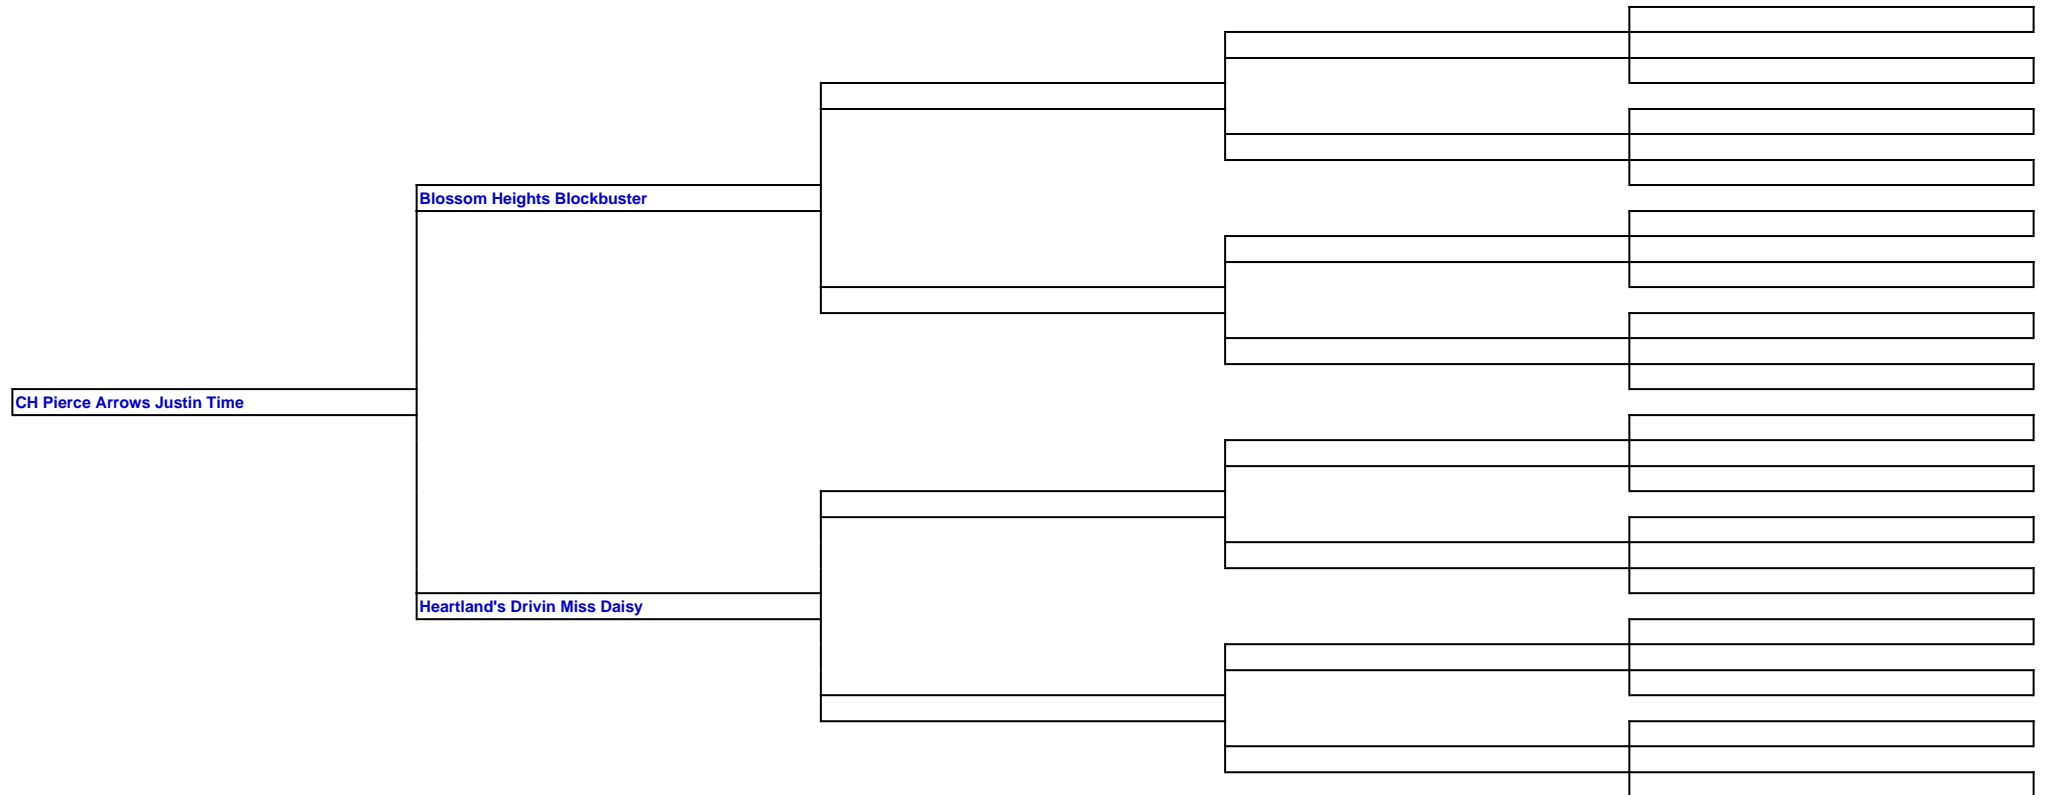 Blossom Heights Blockbuster
CH Pierce Arrows Justin Time
Heartland's Drivin Miss Daisy